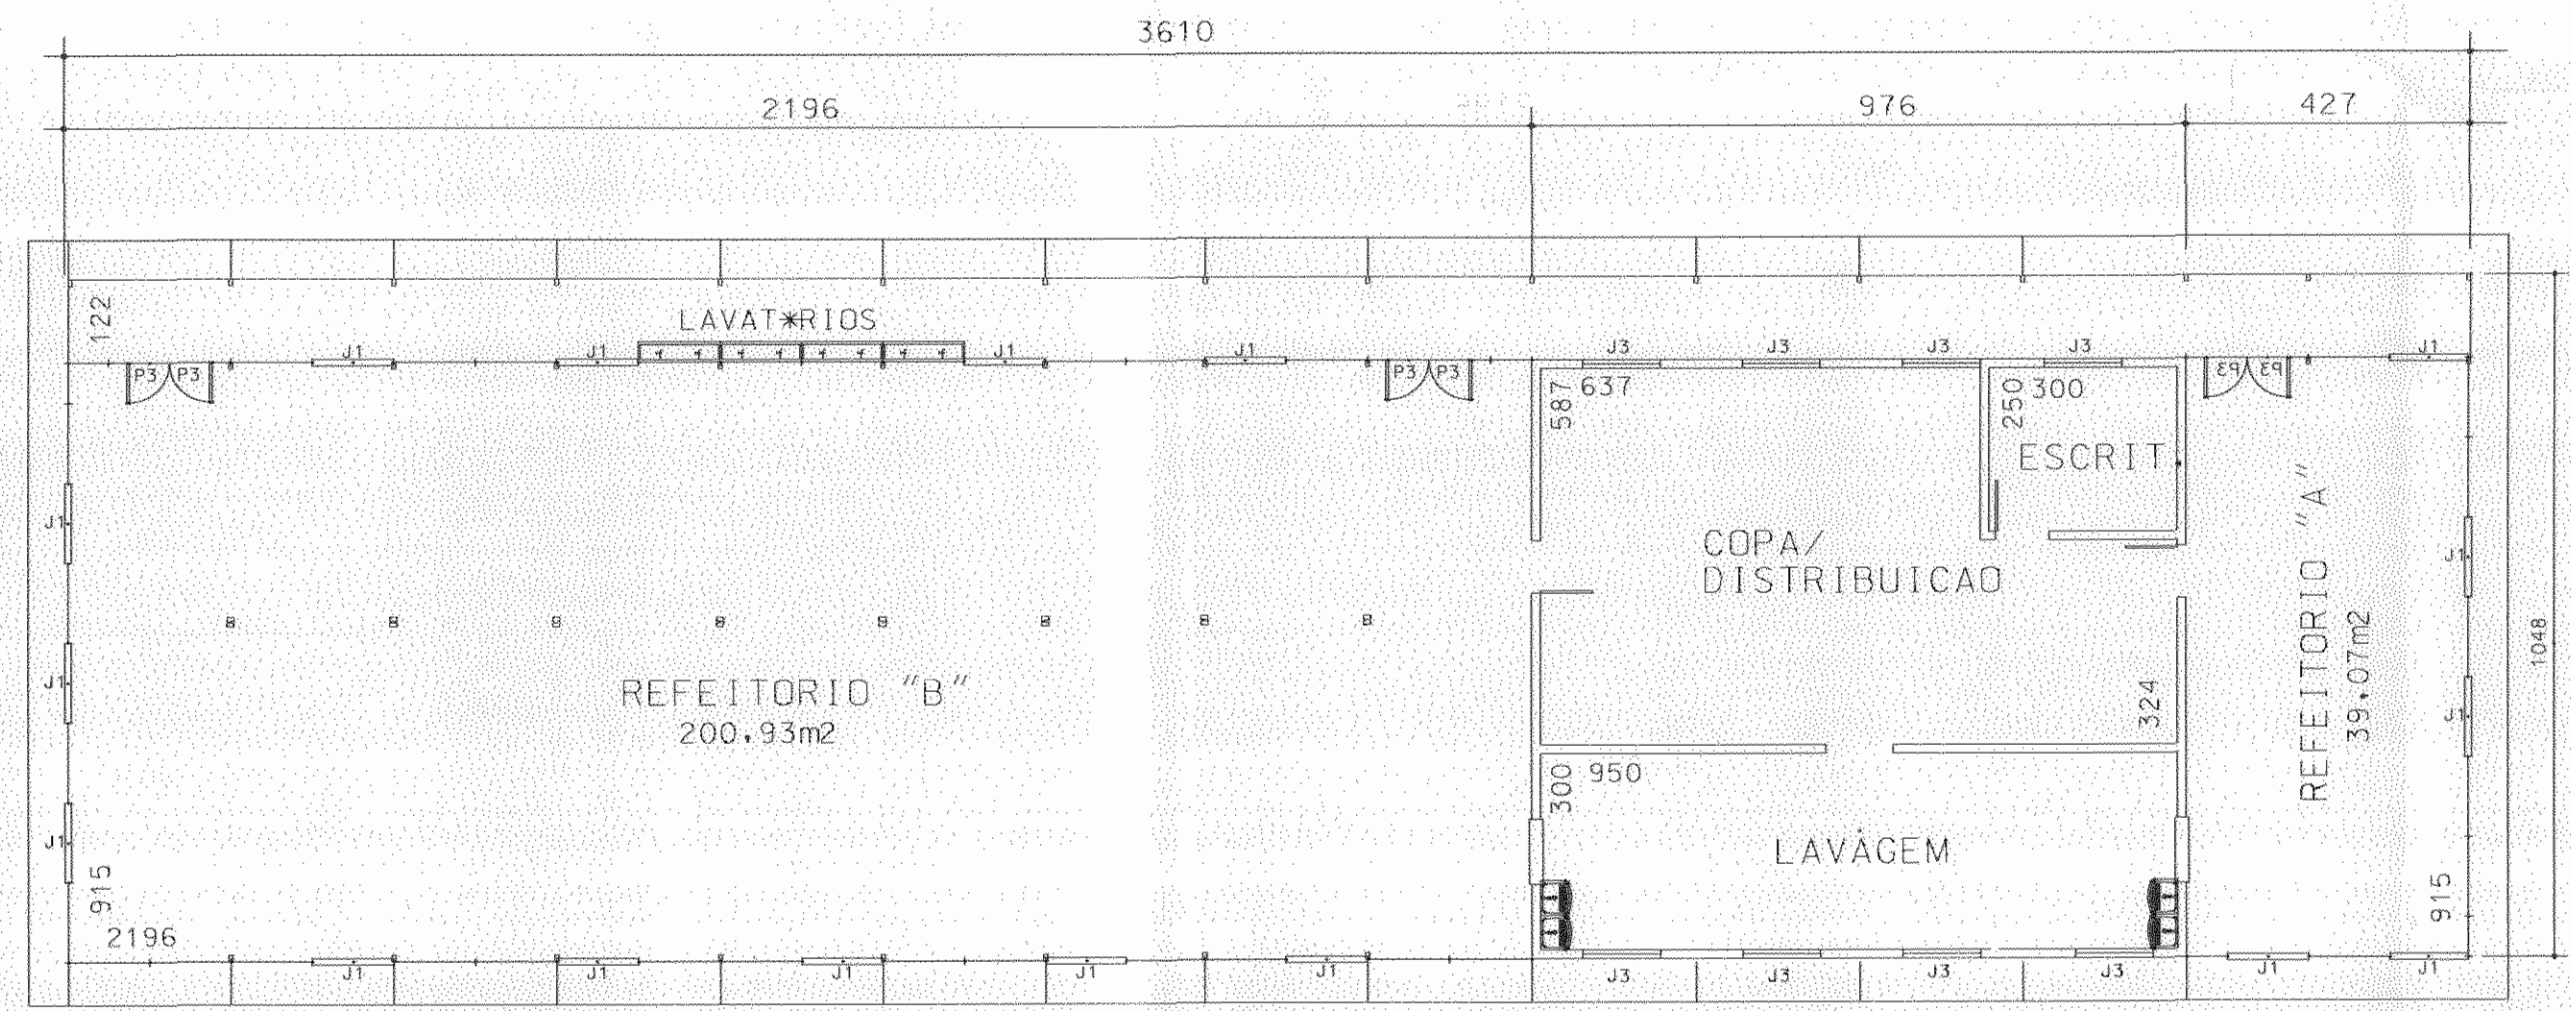 3610
2196
976
427
122
LAVAT*RIOS
J1
J1
J1
J1
J3
J3
J3
J3
J1
P3 P3
P3 P3
P3 P3
587
637
250
300
ESCRIT.
J1
J1
J1
COPA/
DISTRIBUICAO
REFEITORIO "A"
39.07m2
J1
J1
1048
REFEITORIO "B"
200.93m2
324
300
950
LAVAGEM
915
915
2196
J1
J1
J1
J1
J1
J3
J3
J3
J3
J1
J1